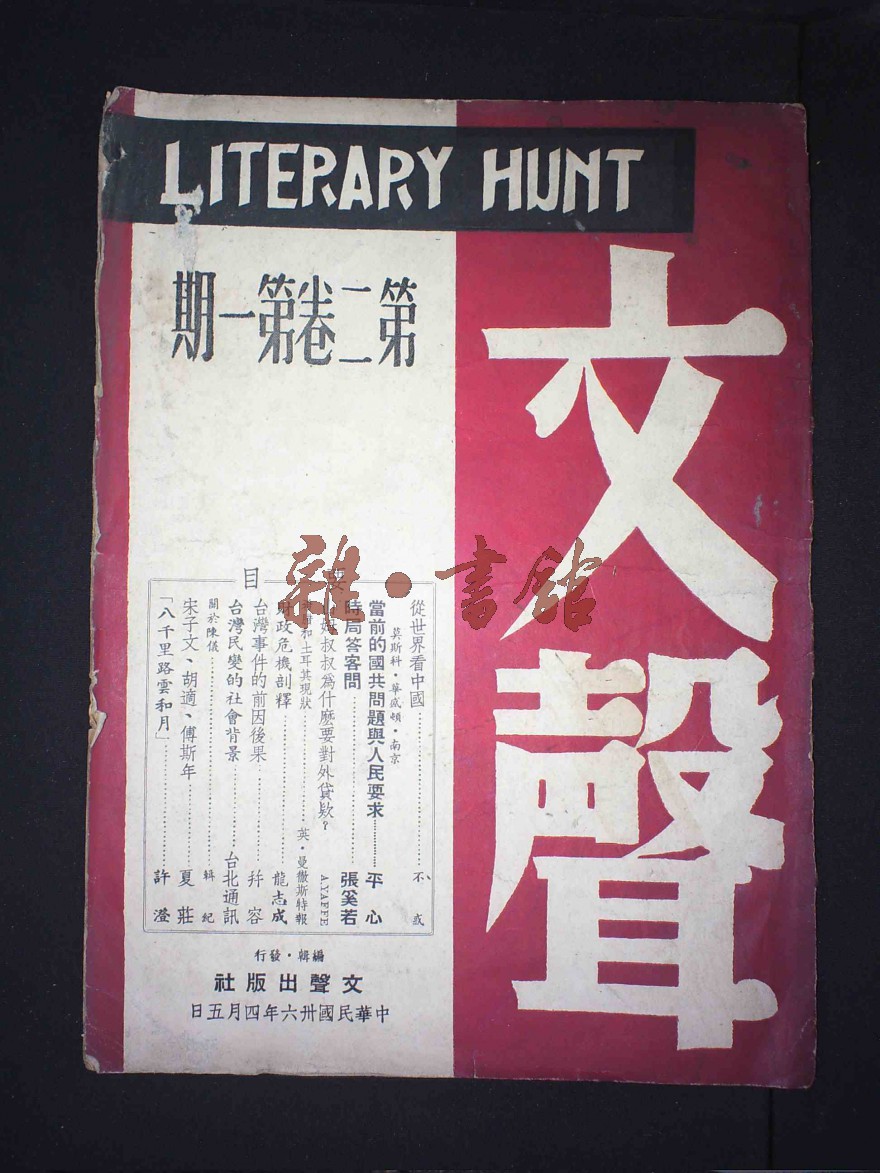 LITERARY HUNT
文聲
第二卷第一期
目
從世界看中國
不或
莫斯科・華盛頓・南京
當前的國共問題與人民要求
平心
時局答客問
張奚若
叔叔為什麼要對外貸款?
A.YAFFE
和土耳其現狀
英・曼徹斯特報
財政危機剖釋
龍志成
台灣事件的前因後果
幷容
台灣民變的社會背景
台北通訊
關於陳儀
輯紀
宋子文、胡適、傅斯年
夏莊
「八千里路雲和月」
許瀅
編輯・發行
文聲出版社
中華民國卅六年四月五日
雜・書館